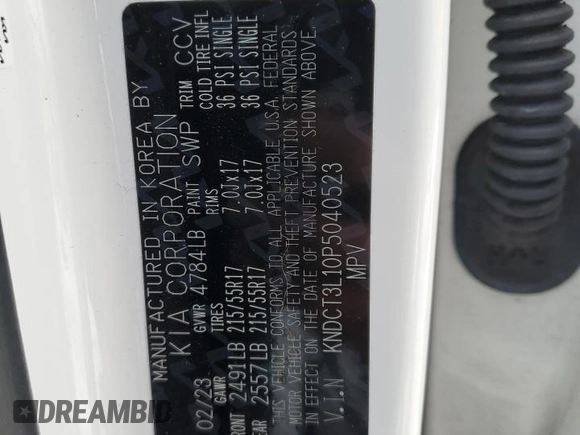 MANUFACTURED IN KOREA BY
KIA CORPORATION
02/23 GVWR 4784LB PAINT SWP TRIM CCV
GAWR TIRES RIMS COLD TIRE INFL
FRONT 2491LB 215/55R17 7.0Jx17 36 PSI SINGLE
REAR 2557LB 215/55R17 7.0Jx17 36 PSI SINGLE
THIS VEHICLE CONFORMS TO ALL APPLICABLE U.S.A. FEDERAL
MOTOR VEHICLE SAFETY AND THEFT PREVENTION STANDARDS
IN EFFECT ON THE DATE OF MANUFACTURE SHOWN ABOVE.
V.I.N KNDCT3L10P5040523
MPV
DREAMBID